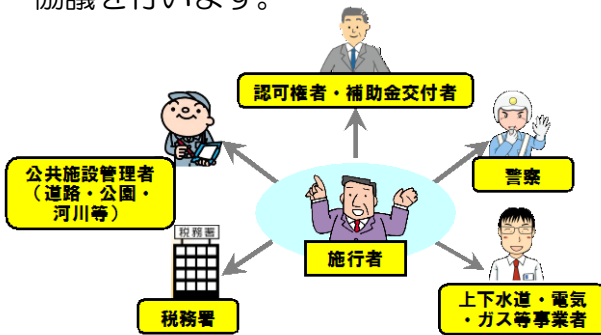 協議を行います。
認可権者・補助金交付者
公共施設管理者
（道路・公園・
河川等）
警察
施行者
税務署
税務署
上下水道・電気
・ガス等事業者